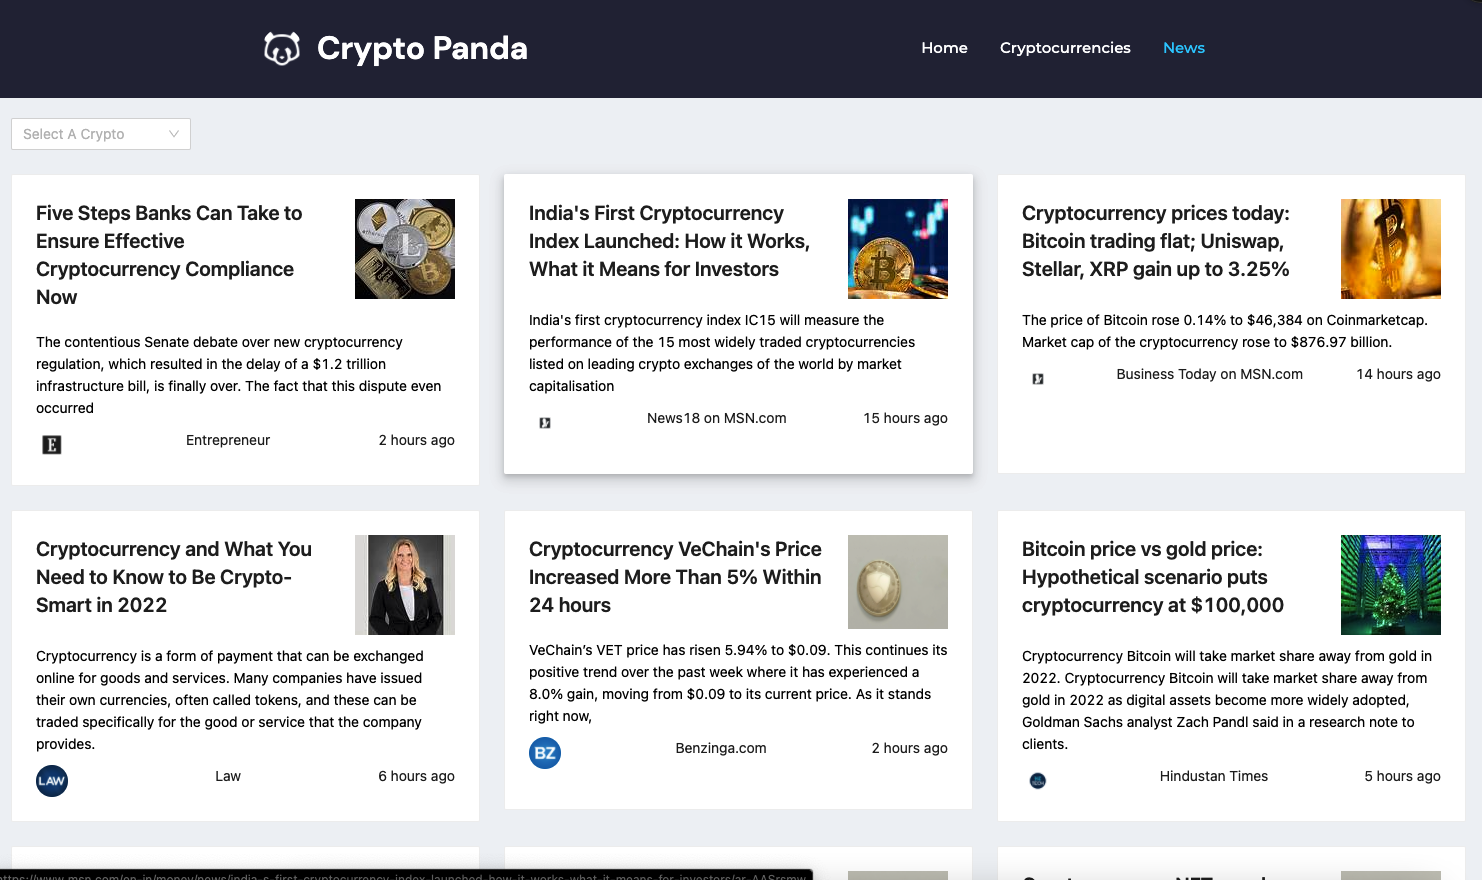 Crypto Panda
Home
Cryptocurrencies
News
Select A Crypto
Five Steps Banks Can Take to
Ensure Effective
Cryptocurrency Compliance
Now
The contentious Senate debate over new cryptocurrency
regulation, which resulted in the delay of a $1.2 trillion
infrastructure bill, is finally over. The fact that this dispute even
occurred
E
Entrepreneur
2 hours ago
India's First Cryptocurrency
Index Launched: How it Works,
What it Means for Investors
India's first cryptocurrency index IC15 will measure the
performance of the 15 most widely traded cryptocurrencies
listed on leading crypto exchanges of the world by market
capitalisation
News18 on MSN.com
15 hours ago
Cryptocurrency prices today:
Bitcoin trading flat; Uniswap,
Stellar, XRP gain up to 3.25%
The price of Bitcoin rose 0.14% to $46,384 on Coinmarketcap.
Market cap of the cryptocurrency rose to $876.97 billion.
Business Today on MSN.com
14 hours ago
Cryptocurrency and What You
Need to Know to Be Crypto-
Smart in 2022
Cryptocurrency is a form of payment that can be exchanged
online for goods and services. Many companies have issued
their own currencies, often called tokens, and these can be
traded specifically for the good or service that the company
provides.
LAW
Law
6 hours ago
Cryptocurrency VeChain's Price
Increased More Than 5% Within
24 hours
VeChain's VET price has risen 5.94% to $0.09. This continues its
positive trend over the past week where it has experienced a
8.0% gain, moving from $0.09 to its current price. As it stands
right now,
BZ
Benzinga.com
2 hours ago
Bitcoin price vs gold price:
Hypothetical scenario puts
cryptocurrency at $100,000
Cryptocurrency Bitcoin will take market share away from gold in
2022. Cryptocurrency Bitcoin will take market share away from
gold in 2022 as digital assets become more widely adopted,
Goldman Sachs analyst Zach Pandl said in a research note to
clients.
Hindustan Times
5 hours ago